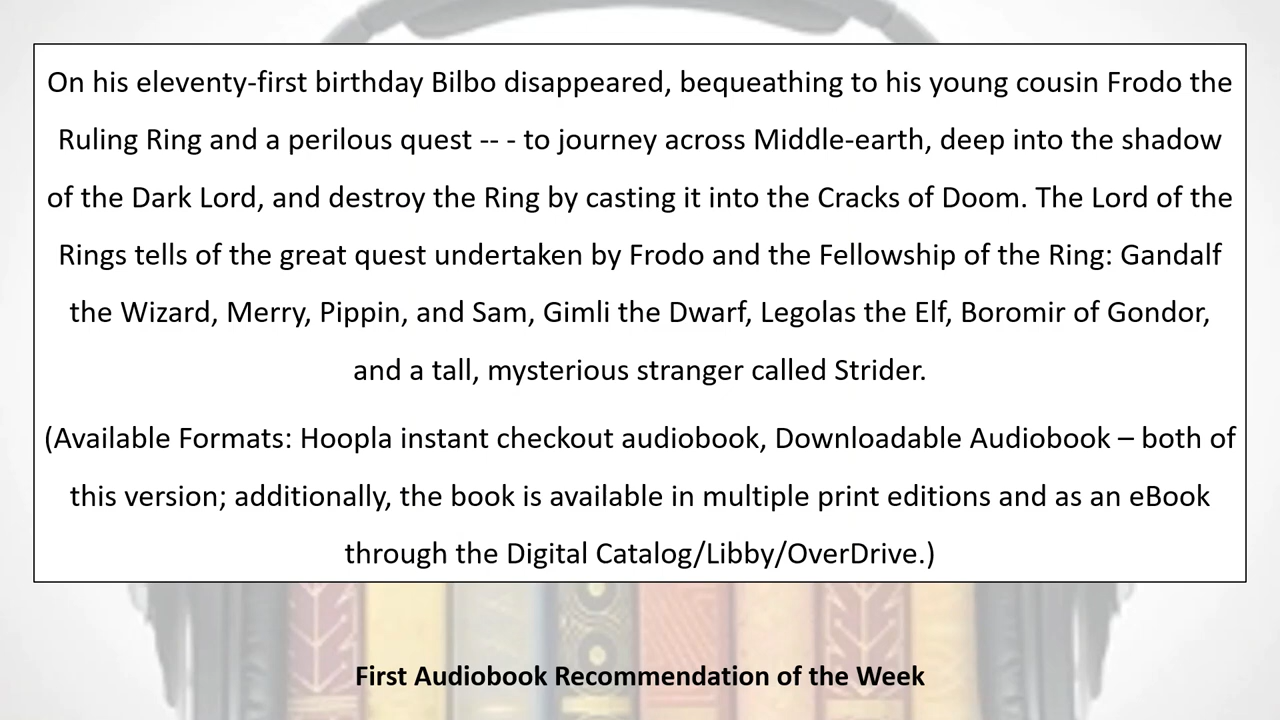 On his eleventy-first birthday Bilbo disappeared, bequeathing to his young cousin Frodo the
Ruling Ring and a perilous quest -- - to journey across Middle-earth, deep into the shadow
of the Dark Lord, and destroy the Ring by casting it into the Cracks of Doom. The Lord of the
Rings tells of the great quest undertaken by Frodo and the Fellowship of the Ring: Gandalf
the Wizard, Merry, Pippin, and Sam, Gimli the Dwarf, Legolas the Elf, Boromir of Gondor,
and a tall, mysterious stranger called Strider.
(Available Formats: Hoopla instant checkout audiobook, Downloadable Audiobook – both of
this version; additionally, the book is available in multiple print editions and as an eBook
through the Digital Catalog/Libby/OverDrive.)
First Audiobook Recommendation of the Week